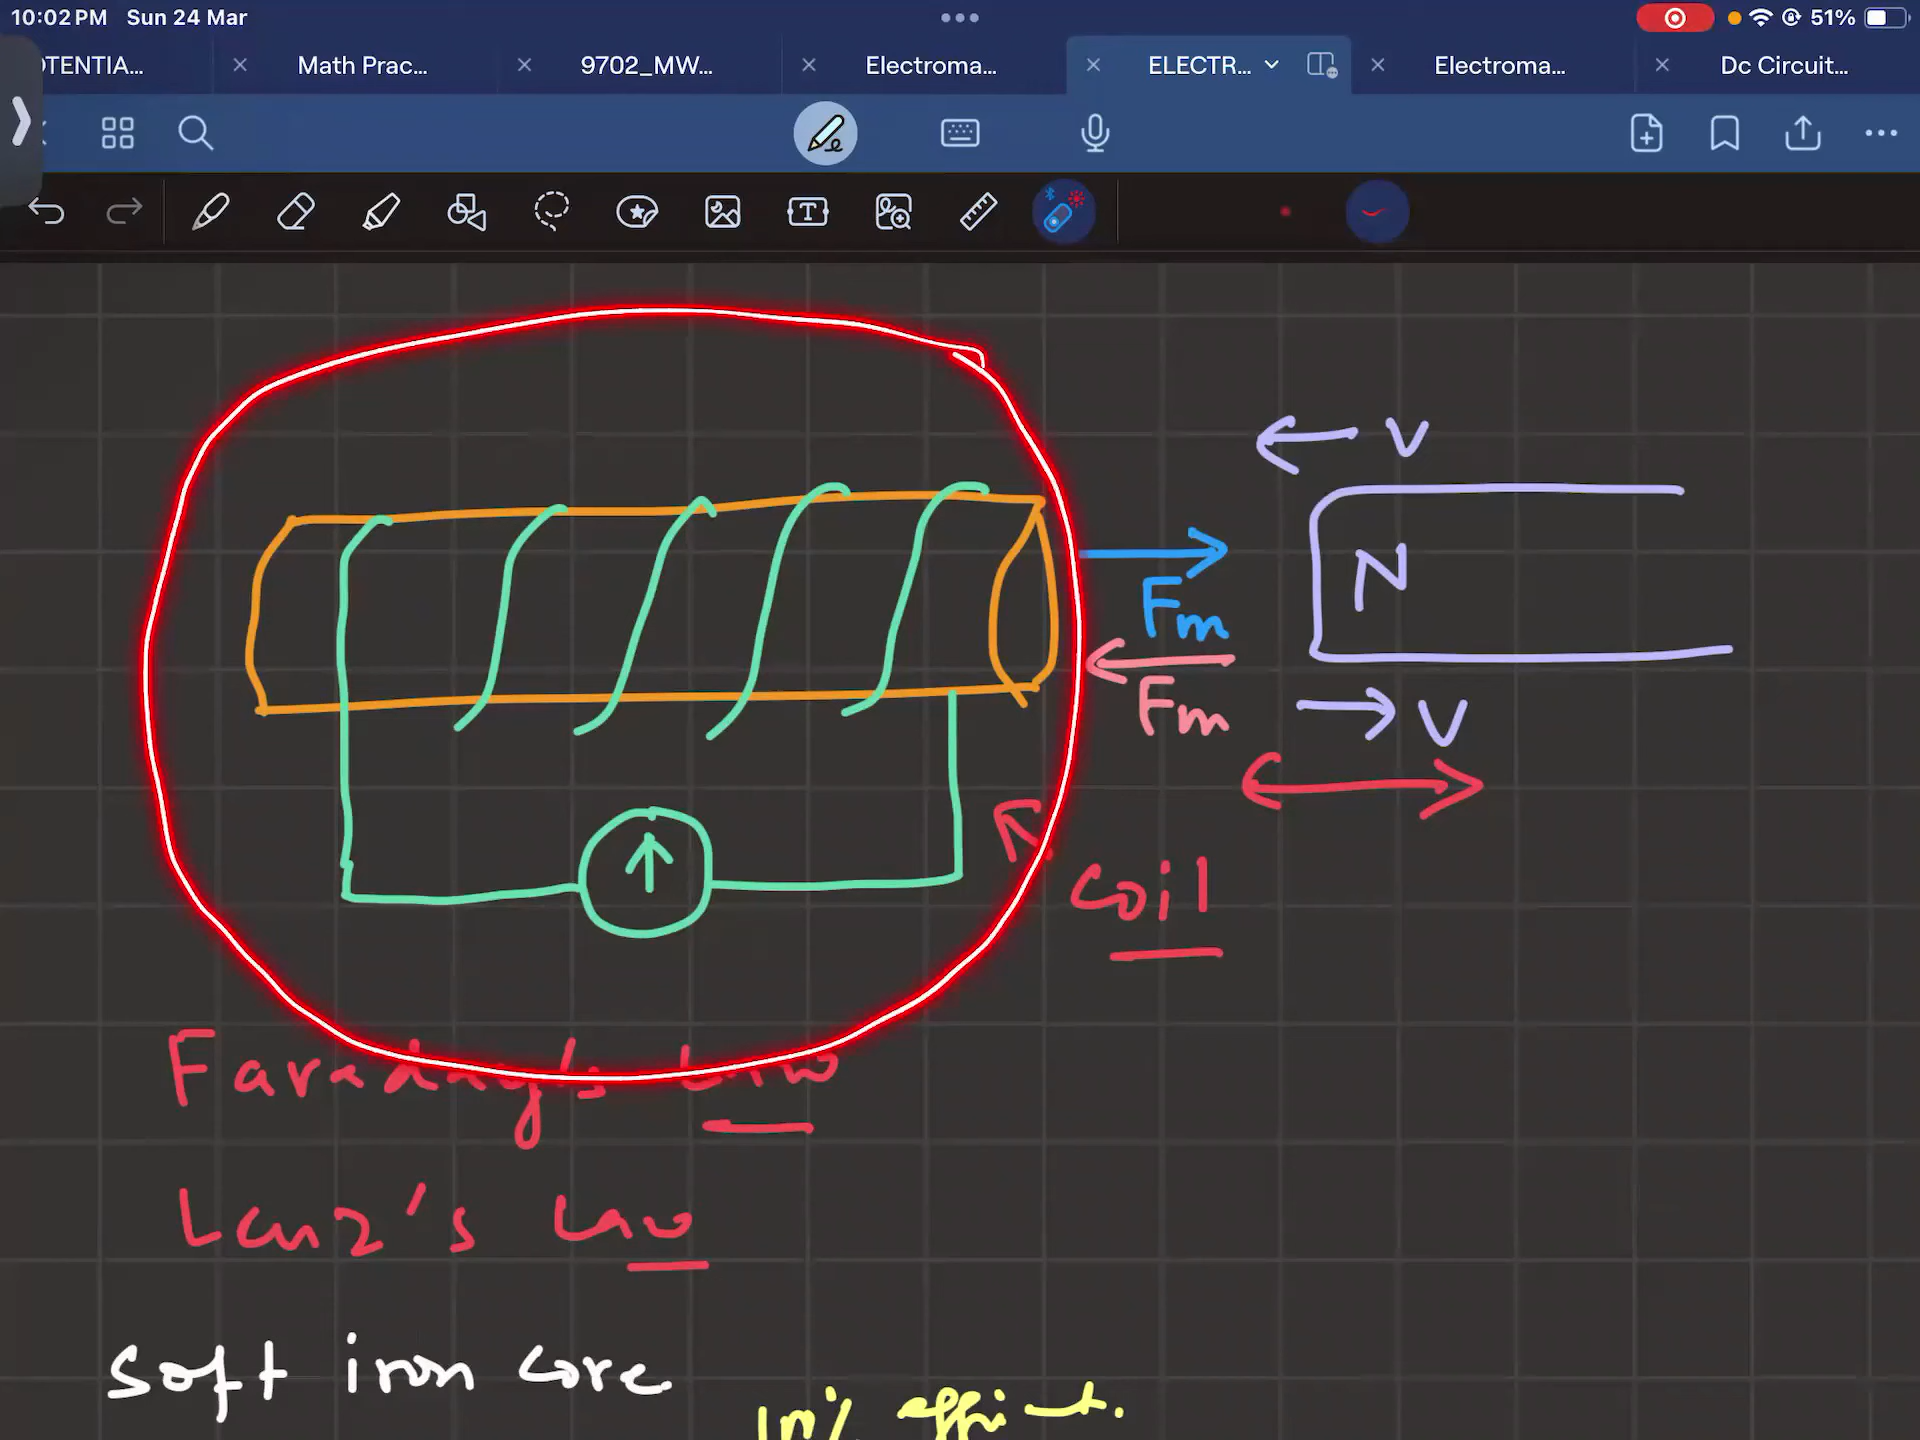 10:02 PM Sun 24 Mar
51%
OTENTIA...
Math Prac...
9702_MW...
Electroma...
ELECTR...
Electroma...
Dc Circuit...
V
N
Fm
Fm
V
coil
Faraday's Law
Lenz's Law
Soft iron core